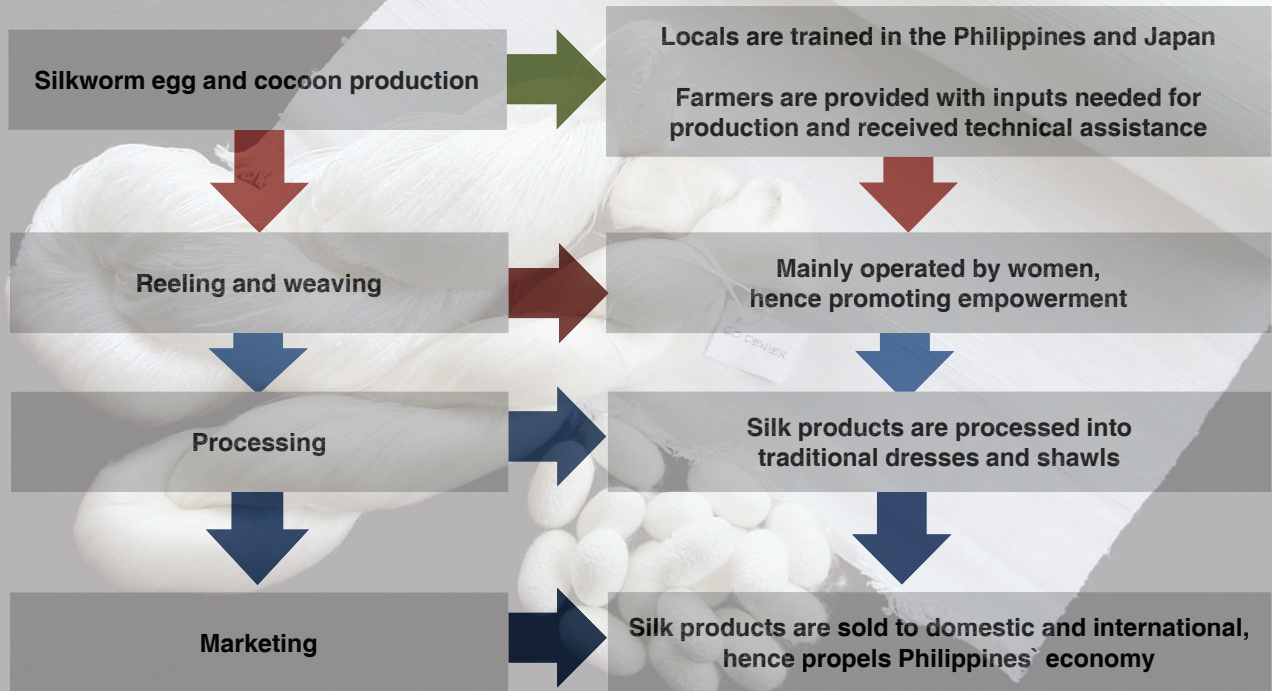 Silkworm egg and cocoon production
Locals are trained in the Philippines and Japan
Farmers are provided with inputs needed for
production and received technical assistance
Reeling and weaving
Mainly operated by women,
hence promoting empowerment
GO DENIER
Processing
Silk products are processed into
traditional dresses and shawls
Marketing
Silk products are sold to domestic and international,
hence propels Philippines` economy